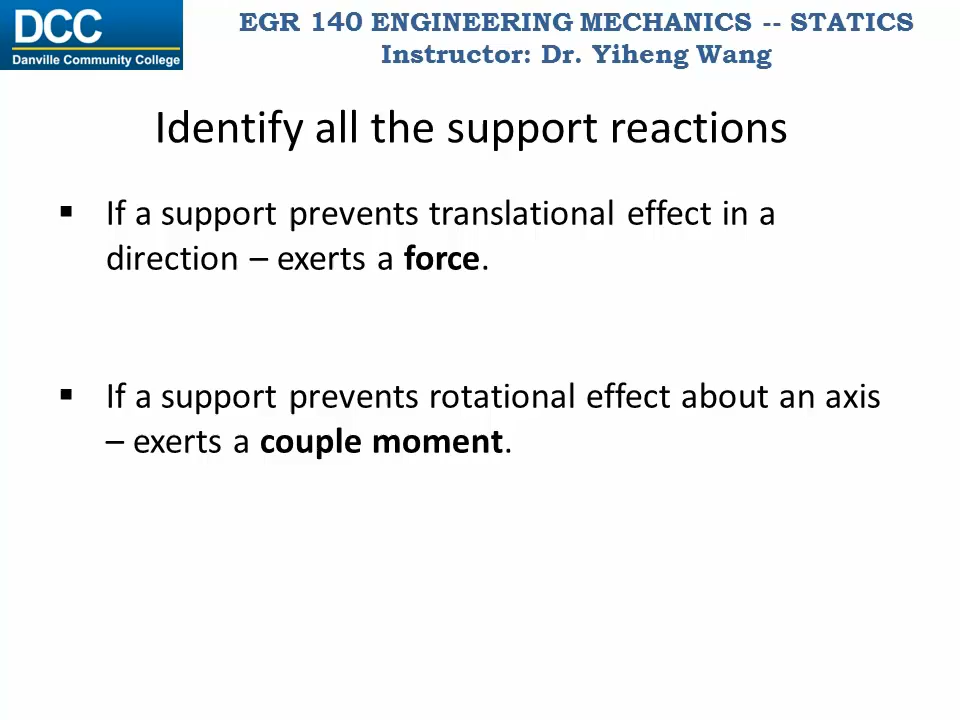 DCC
Danville Community College
EGR 140 ENGINEERING MECHANICS -- STATICS
Instructor: Dr. Yiheng Wang
Identify all the support reactions
▪ If a support prevents translational effect in a
direction – exerts a force.
▪ If a support prevents rotational effect about an axis
– exerts a couple moment.